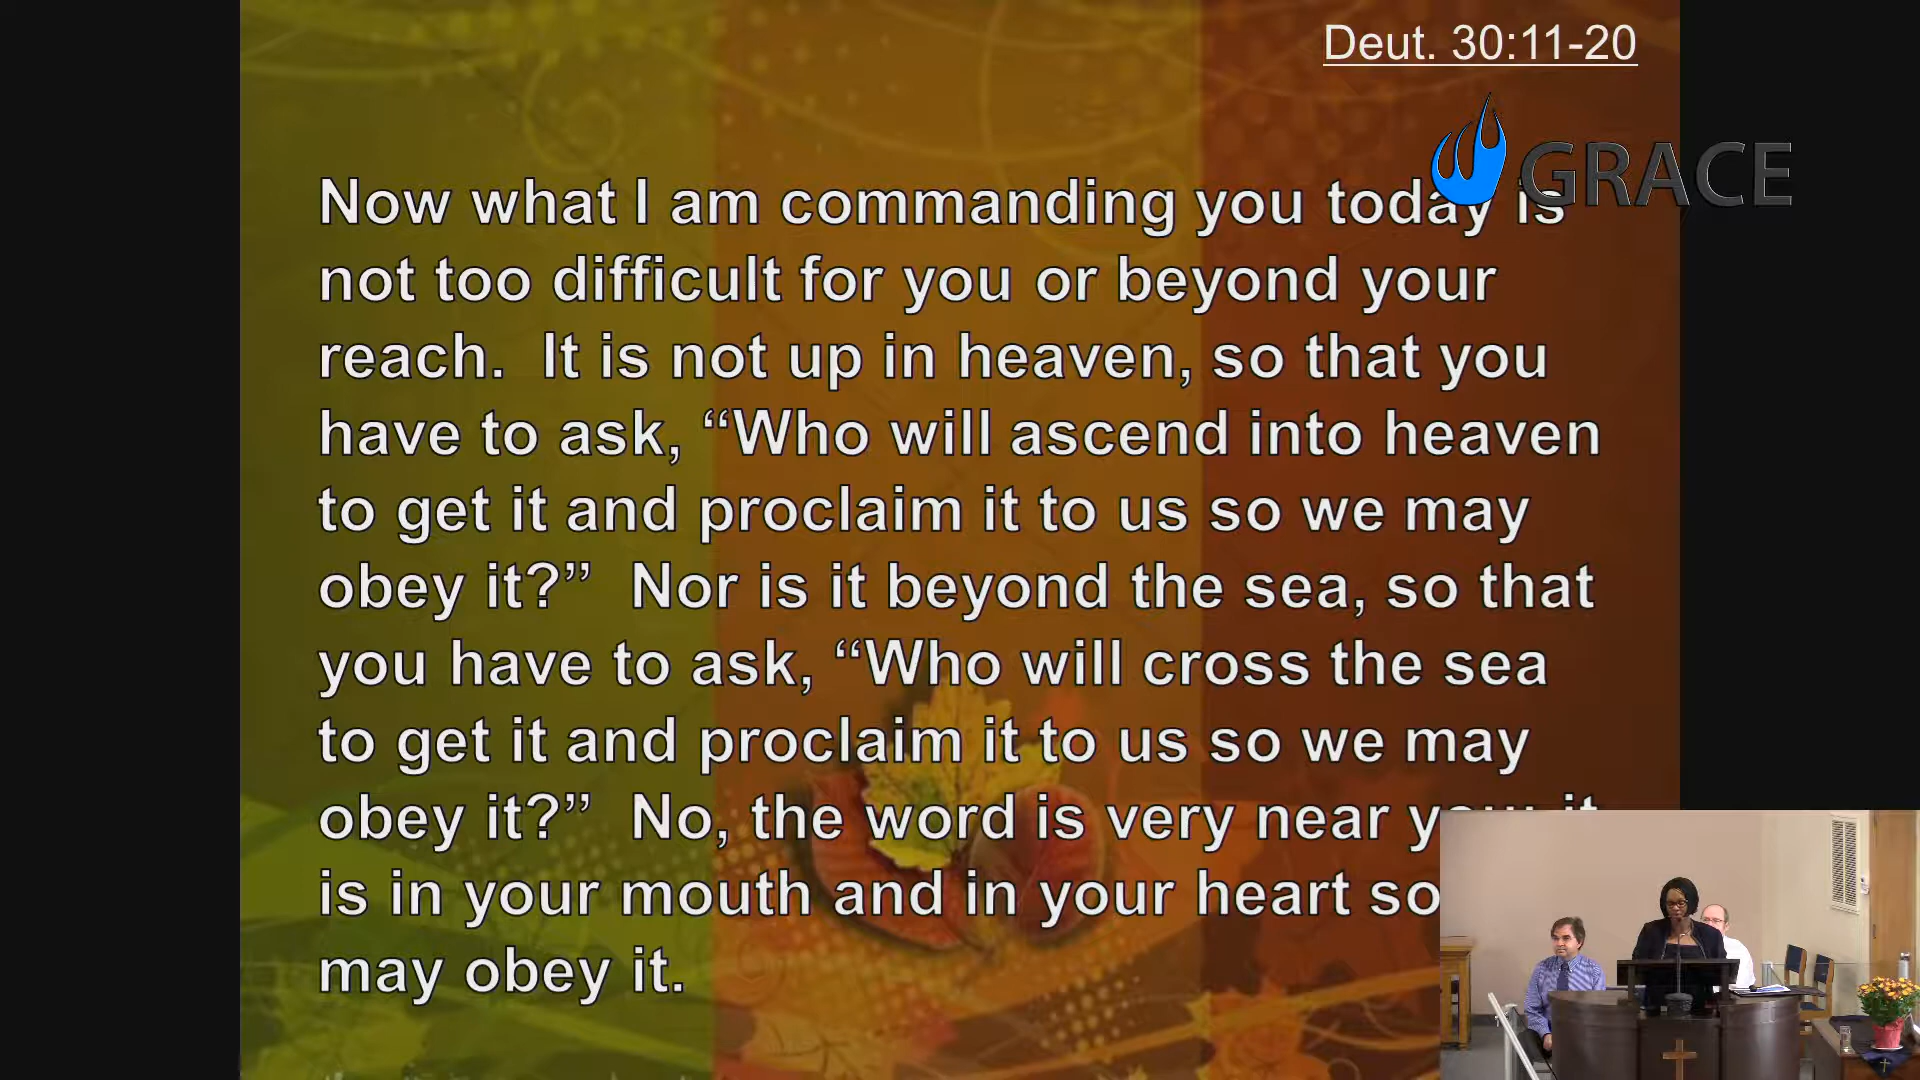 Deut. 30:11-20
GRACE
Now what I am commanding you today is
not too difficult for you or beyond your
reach.  It is not up in heaven, so that you
have to ask, “Who will ascend into heaven
to get it and proclaim it to us so we may
obey it?”  Nor is it beyond the sea, so that
you have to ask, “Who will cross the sea
to get it and proclaim it to us so we may
obey it?”  No, the word is very near you; it
is in your mouth and in your heart so
may obey it.